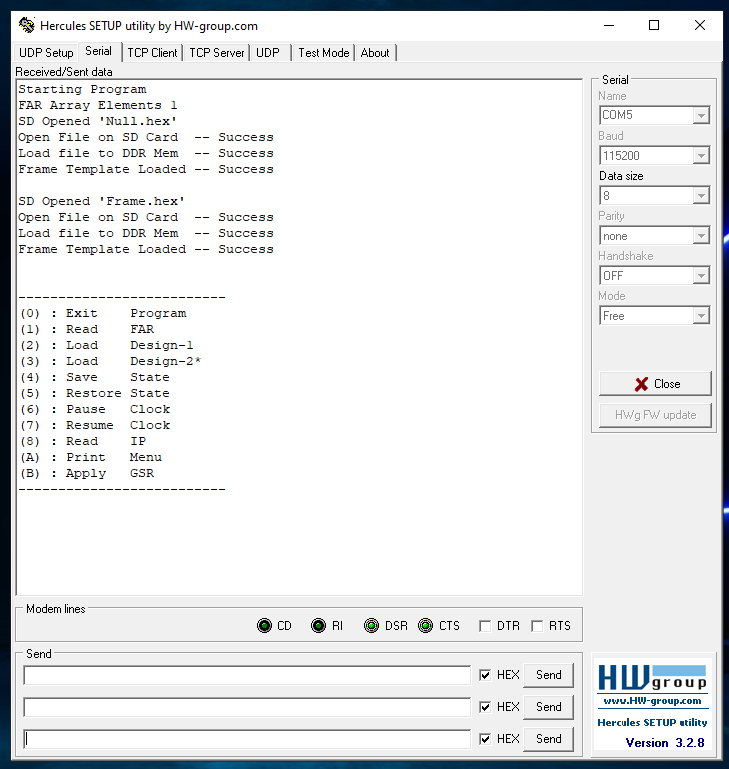 Hercules SETUP utility by HW-group.com
UDP Setup Serial TCP Client TCP Server UDP Test Mode About
Received/Sent data
Starting Program
FAR Array Elements 1
SD Opened 'Null.hex'
Open File on SD Card -- Success
Load file to DDR Mem -- Success
Frame Template Loaded -- Success
SD Opened 'Frame.hex'
Open File on SD Card -- Success
Load file to DDR Mem -- Success
Frame Template Loaded -- Success
--------------------------
(0) : Exit Program
(1) : Read FAR
(2) : Load Design-1
(3) : Load Design-2*
(4) : Save State
(5) : Restore State
(6) : Pause Clock
(7) : Resume Clock
(8) : Read IP
(A) : Print Menu
(B) : Apply GSR
--------------------------
Serial
Name
COM5
Baud
115200
Data size
8
Parity
none
Handshake
OFF
Mode
Free
Close
HWg FW update
Modem lines
CD RI DSR CTS DTR RTS
Send
HEX Send
HEX Send
HEX Send
HWgroup
www.HW-group.com
Hercules SETUP utility
Version 3.2.8